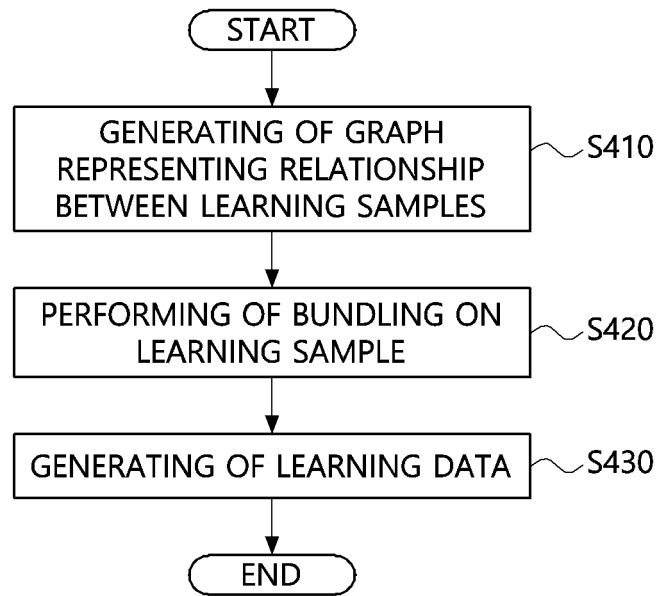 START
GENERATING OF GRAPH
REPRESENTING RELATIONSHIP
BETWEEN LEARNING SAMPLES
S410
PERFORMING OF BUNDLING ON
LEARNING SAMPLE
S420
GENERATING OF LEARNING DATA
S430
END